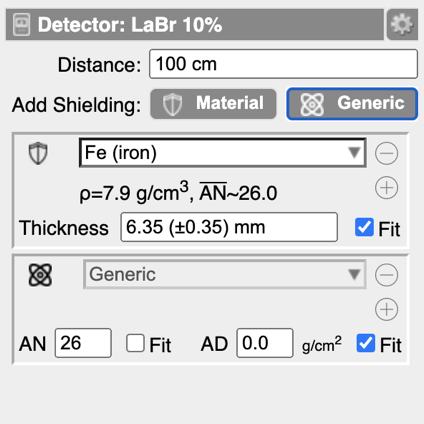 Detector: LaBr 10%
Distance: 100 cm
Add Shielding: Material Generic
Fe (iron)
ρ=7.9 g/cm³, A̅N̅~26.0
Thickness 6.35 (±0.35) mm Fit
Generic
AN 26 Fit AD 0.0 g/cm² Fit